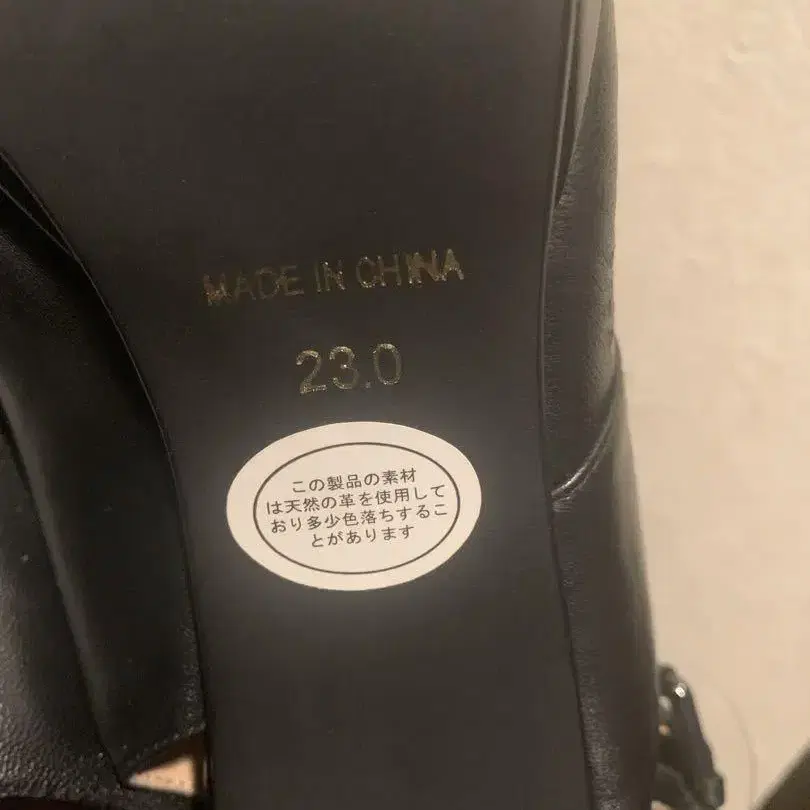 MADE IN CHINA
23.0
この製品の素材
は天然の革を使用して
おり多少色落ちするこ
とがあります